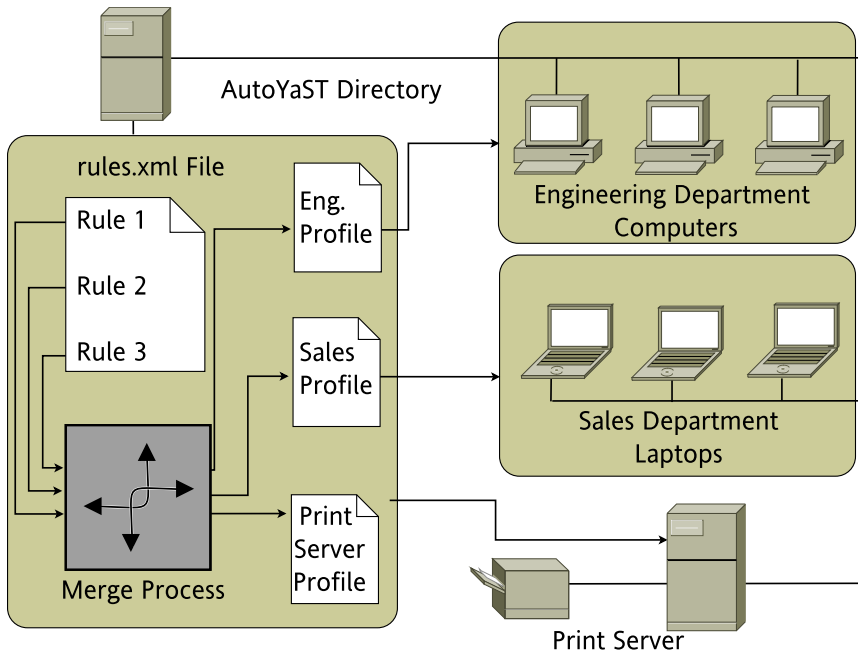 AutoYaST Directory
rules.xml File
Rule 1
Rule 2
Rule 3
Merge Process
Eng.
Profile
Sales
Profile
Print
Server
Profile
Engineering Department
Computers
Sales Department
Laptops
Print Server